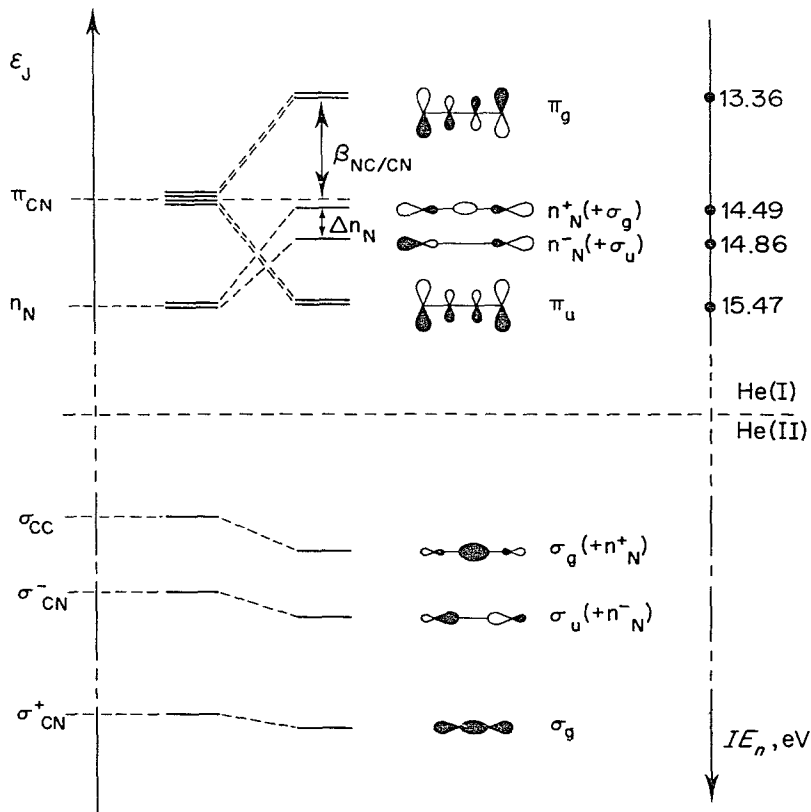 ε_J
π_g
13.36
β_NC/CN
π_CN
n⁺_N(+σ_g)
14.49
Δn_N
n⁻_N(+σ_u)
14.86
n_N
π_u
15.47
He(I)
He(II)
σ_CC
σ_g(+n⁺_N)
σ⁻_CN
σ_u(+n⁻_N)
σ⁺_CN
σ_g
IE_n, eV